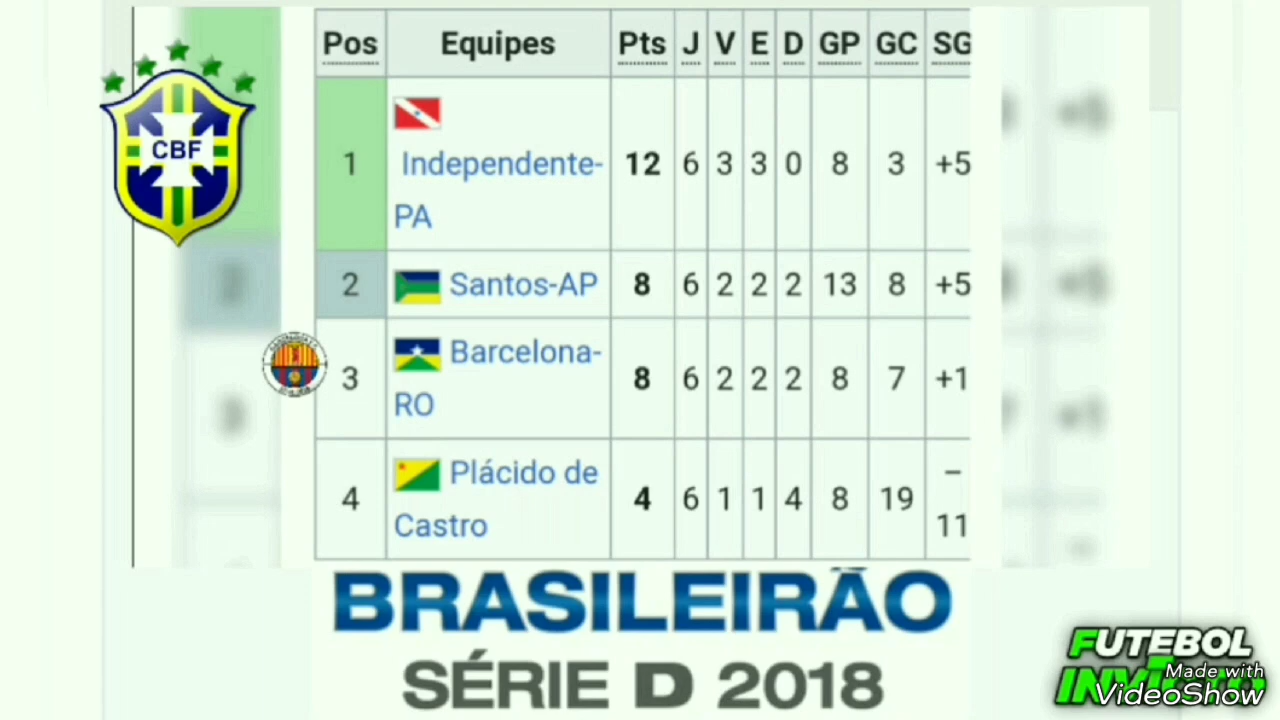 CBF
Pos Equipes Pts J V E D GP GC SG
1 Independente-PA 12 6 3 3 0 8 3 +5
2 Santos-AP 8 6 2 2 2 13 8 +5
3 Barcelona-RO 8 6 2 2 2 8 7 +1
4 Plácido de Castro 4 6 1 1 4 8 19 –11
BRASILEIRÃO
SÉRIE D 2018
FUTEBOL
Made with
VideoShow